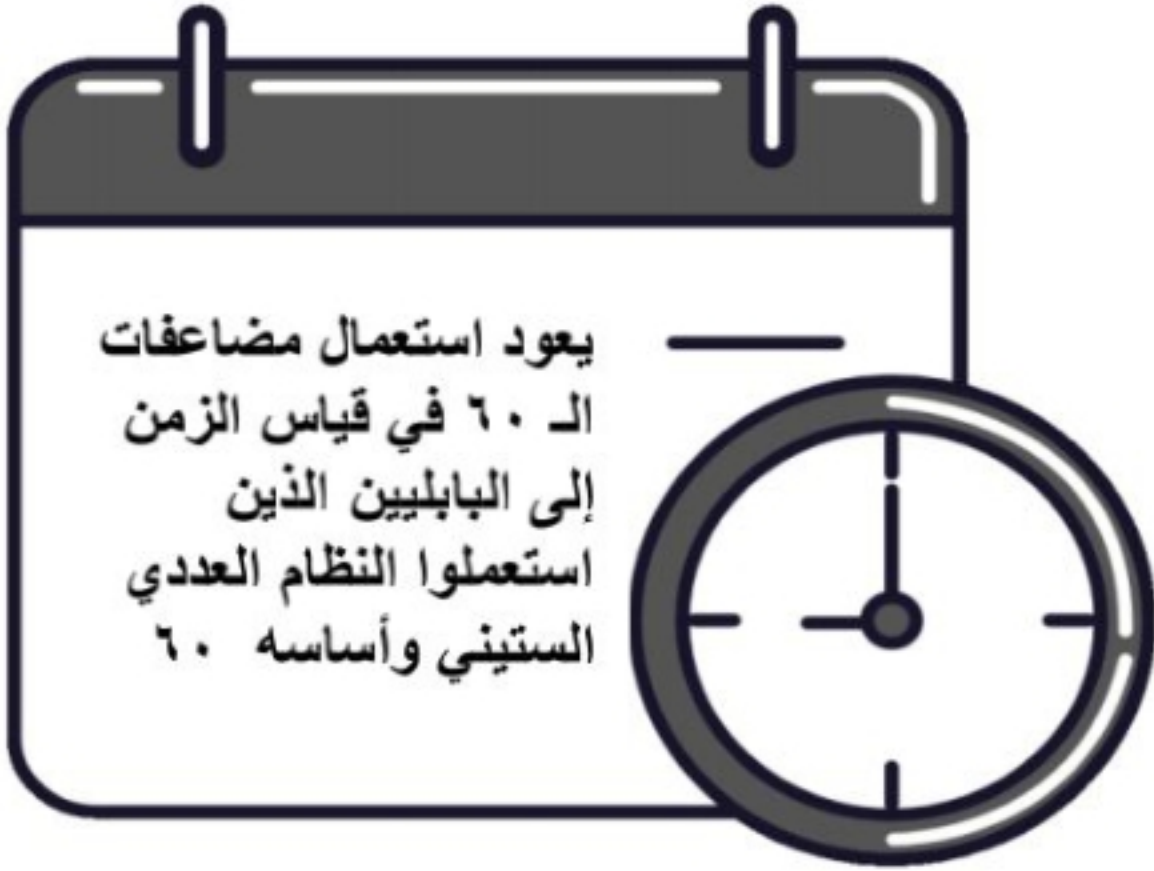 يعود استعمال مضاعفات
الـ ٦٠ في قياس الزمن
إلى البابليين الذين
استعملوا النظام العددي
الستيني وأساسه ٦٠